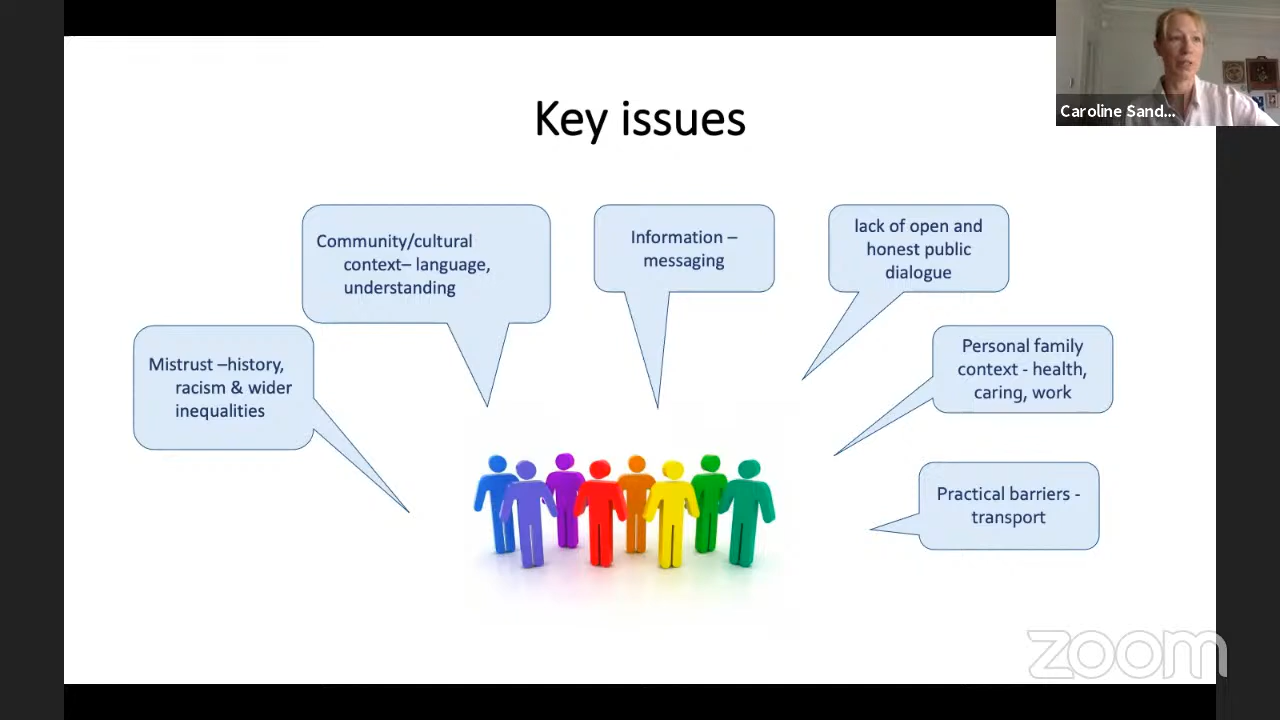 Key issues
Caroline Sand...
Community/cultural
context– language,
understanding
Information –
messaging
lack of open and
honest public
dialogue
Mistrust –history,
racism & wider
inequalities
Personal family
context - health,
caring, work
Practical barriers -
transport
zoom